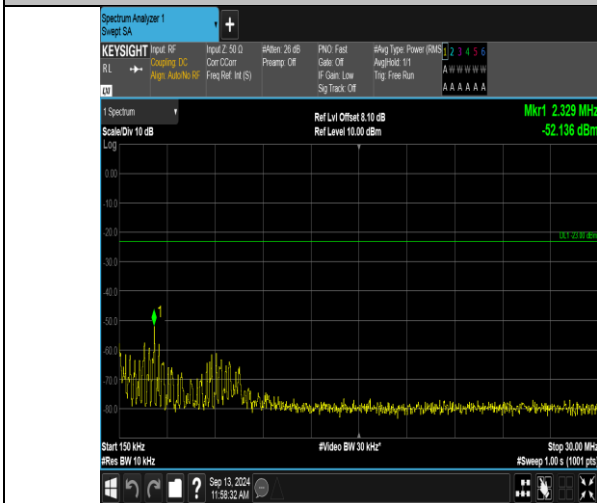 Spectrum Analyzer 1
Swept SA
+
KEYSIGHT Input: RF Input Z: 50 Ω #Atten: 26 dB PNO: Fast #Avg Type: Power (RMS 1 2 3 4 5 6
RL Coupling: DC Corr CCorr Preamp: Off Gate: Off Avg|Hold: 1/1 A W W W W W
Align: Auto/No RF Freq Ref: Int (S) IF Gain: Low Trig: Free Run
Sig Track: Off A A A A A A
1 Spectrum
Ref Lvl Offset 8.10 dB Mkr1 2.329 MHz
Scale/Div 10 dB Ref Level 10.00 dBm -52.136 dBm
Log
0.00
-10.0
-20.0
DL1 -23.00 dBm
-30.0
-40.0
1
-50.0
-60.0
-70.0
-80.0
Start 150 kHz #Video BW 30 kHz* Stop 30.00 MHz
#Res BW 10 kHz #Sweep 1.00 s (1001 pts)
? Sep 13, 2024
11:58:32 AM